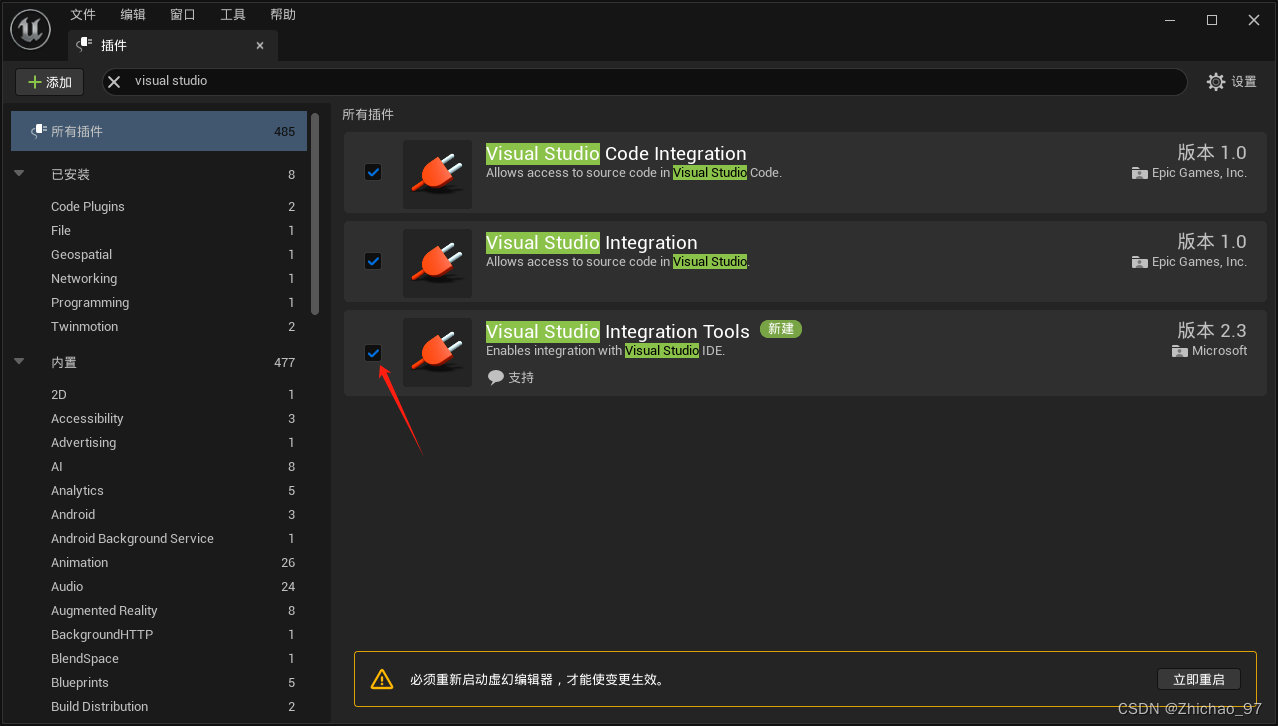 文件 编辑 窗口 工具 帮助
插件
添加
visual studio
设置
所有插件 485
已安装 8
Code Plugins 2
File 1
Geospatial 1
Networking 1
Programming 1
Twinmotion 2
内置 477
2D 1
Accessibility 3
Advertising 1
AI 8
Analytics 5
Android 3
Android Background Service 1
Animation 26
Audio 24
Augmented Reality 8
BackgroundHTTP 1
BlendSpace 1
Blueprints 5
Build Distribution 2
所有插件
Visual Studio Code Integration
Allows access to source code in Visual Studio Code.
版本 1.0
Epic Games, Inc.
Visual Studio Integration
Allows access to source code in Visual Studio.
版本 1.0
Epic Games, Inc.
Visual Studio Integration Tools 新建
Enables integration with Visual Studio IDE.
支持
版本 2.3
Microsoft
必须重新启动虚幻编辑器，才能使变更生效。
立即重启
CSDN @Zhichao_97